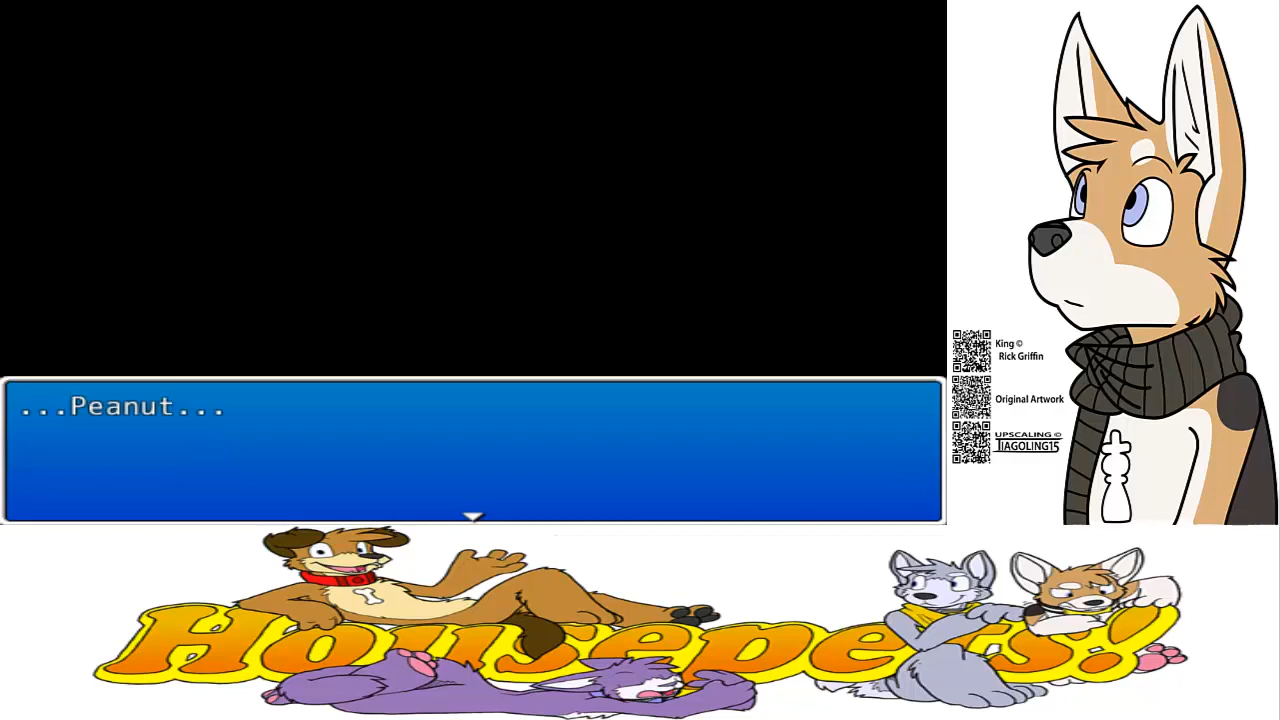 ...Peanut...
King ©
Rick Griffin
Original Artwork
UPSCALING ©
TIAGOLING15
Housepets!